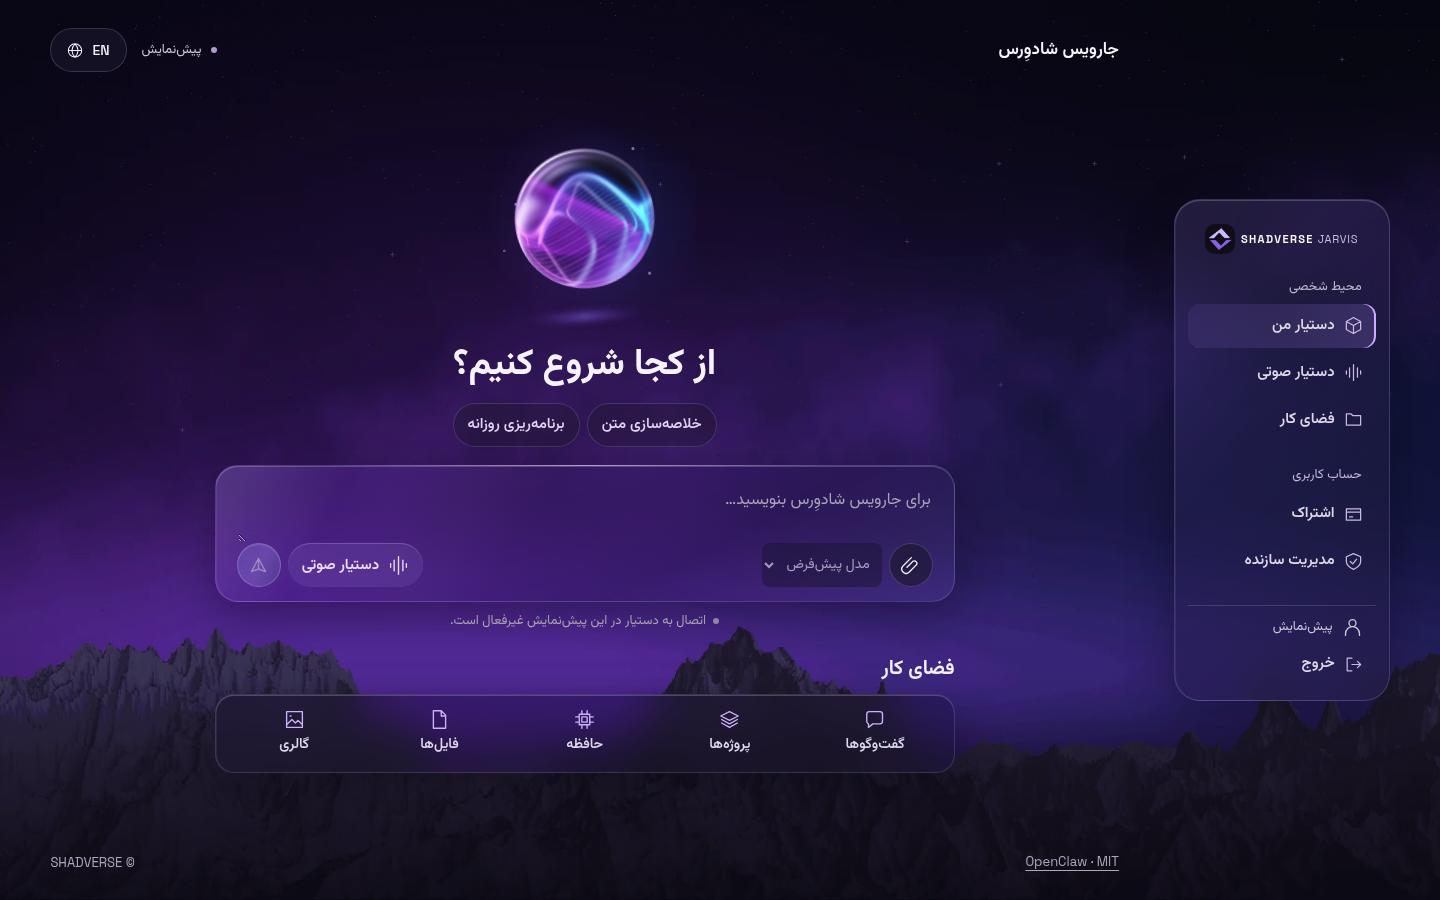 جارویس شادوِرس
پیش‌نمایش
EN
SHADVERSE JARVIS
محیط شخصی
دستیار من
دستیار صوتی
فضای کار
حساب کاربری
اشتراک
مدیریت سازنده
پیش‌نمایش
خروج
از کجا شروع کنیم؟
خلاصه‌سازی متن
برنامه‌ریزی روزانه
برای جارویس شادوِرس بنویسید...
مدل پیش‌فرض
دستیار صوتی
اتصال به دستیار در این پیش‌نمایش غیرفعال است.
فضای کار
گفت‌وگوها
پروژه‌ها
حافظه
فایل‌ها
گالری
OpenClaw · MIT
SHADVERSE ©